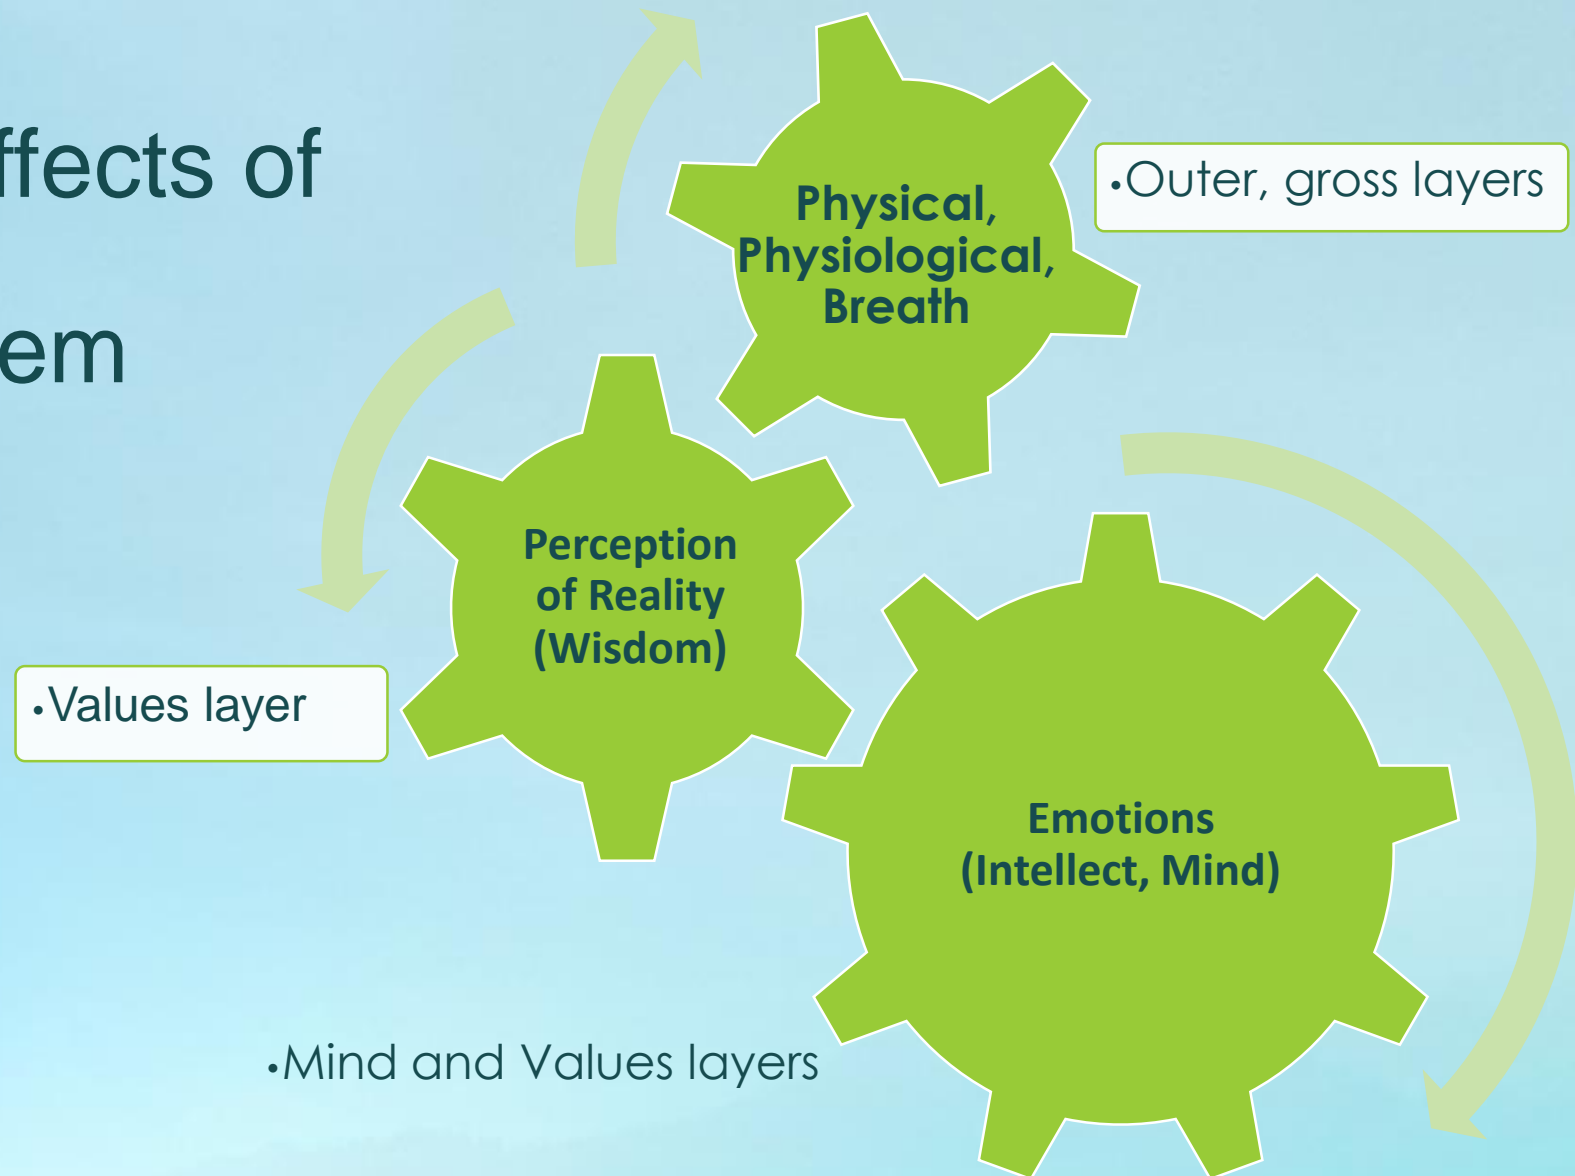 ffects of
em
Physical,
Physiological,
Breath
•Outer, gross layers
Perception
of Reality
(Wisdom)
•Values layer
Emotions
(Intellect, Mind)
•Mind and Values layers